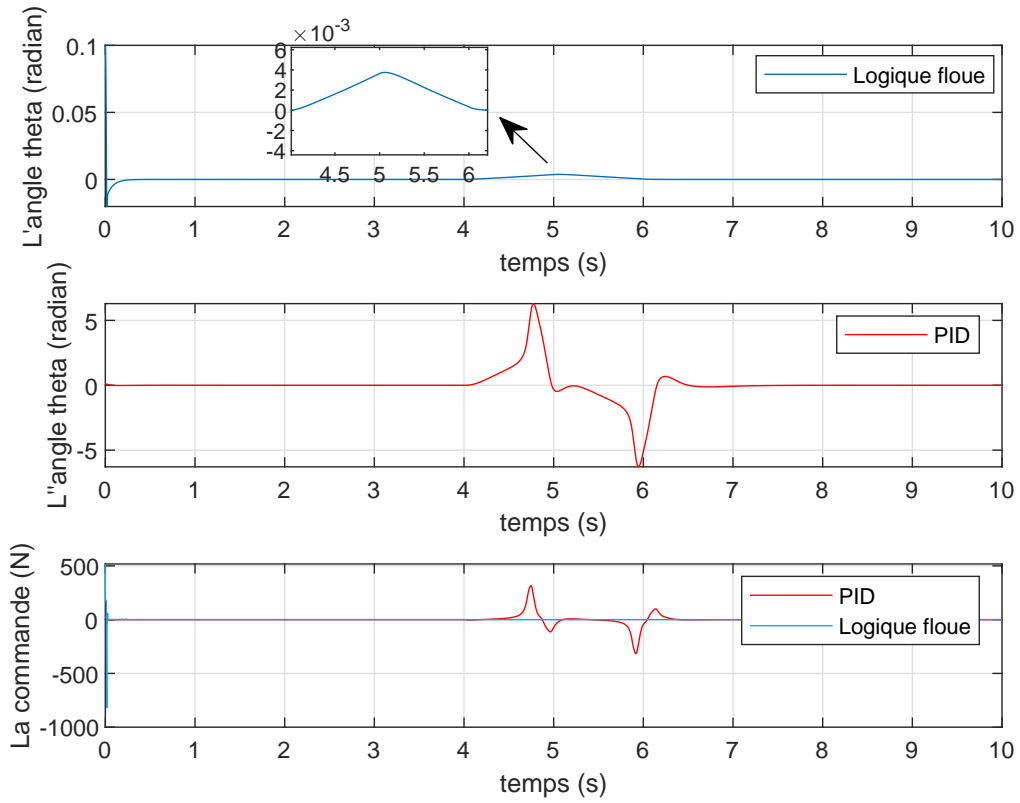 ×10-3
6
4
2
0
-2
-4
4.5 5 5.5 6
L'angle theta (radian)
0.1
0.05
0
Logique floue
0 1 2 3 4 5 6 7 8 9 10
temps (s)
L''angle theta (radian)
5
0
-5
PID
0 1 2 3 4 5 6 7 8 9 10
temps (s)
La commande (N)
500
0
-500
-1000
PID
Logique floue
0 1 2 3 4 5 6 7 8 9 10
temps (s)